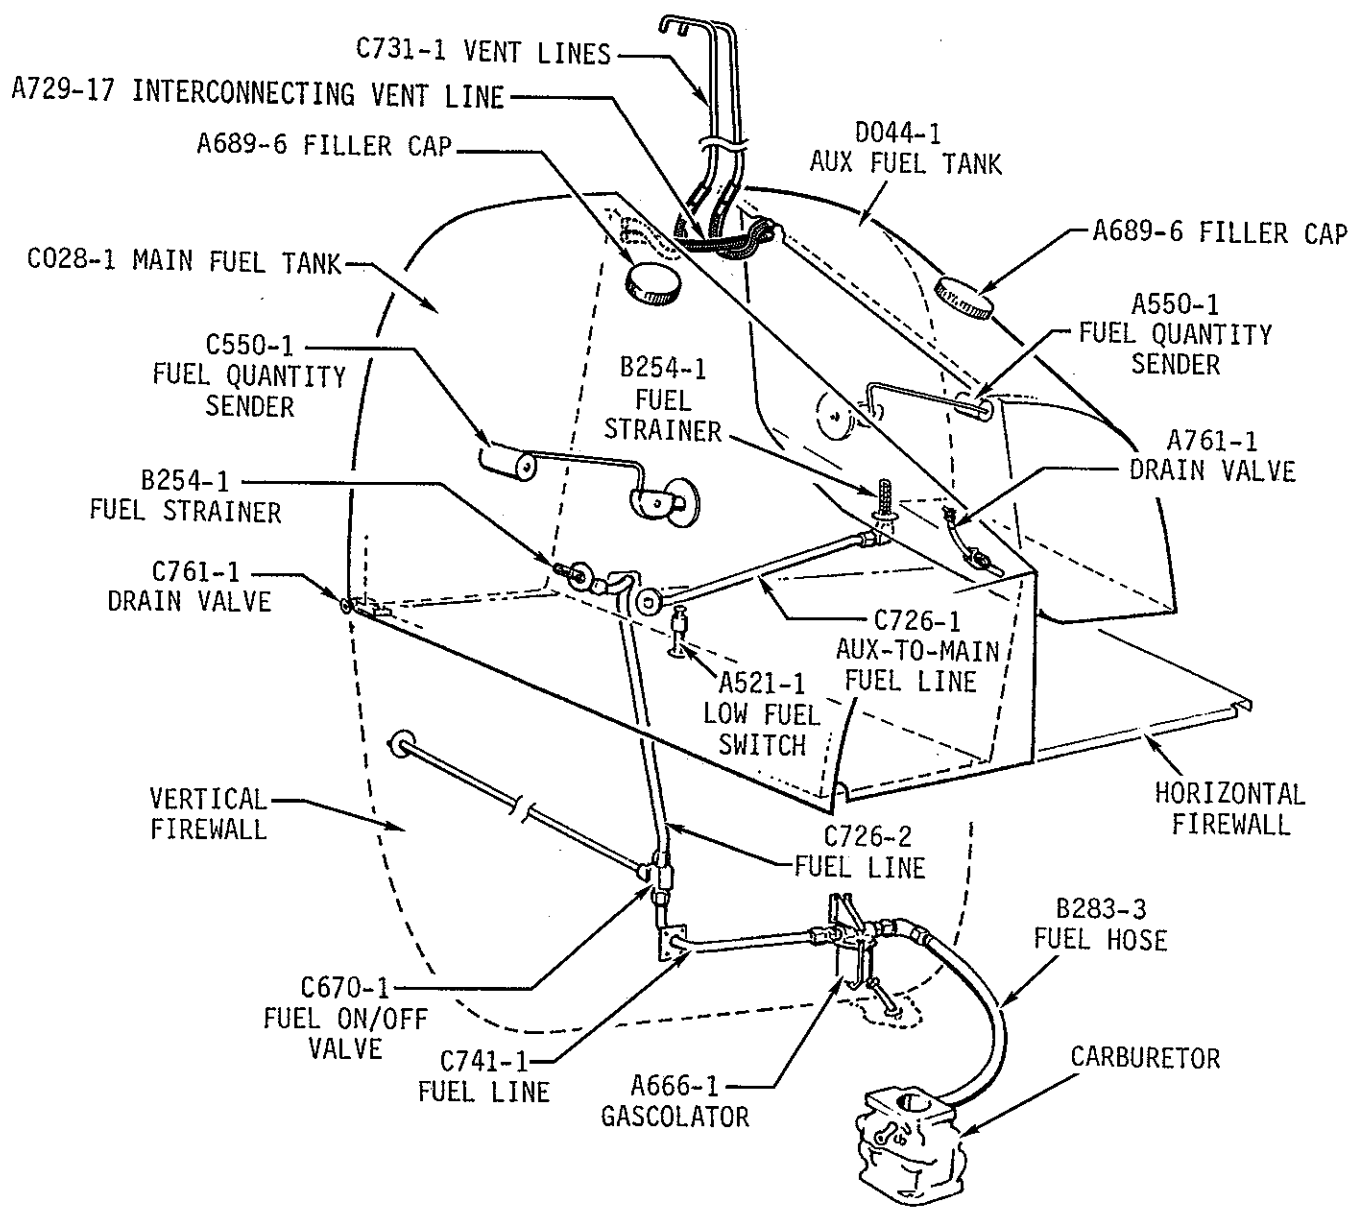 C731-1 VENT LINES
A729-17 INTERCONNECTING VENT LINE
A689-6 FILLER CAP
D044-1
AUX FUEL TANK
A689-6 FILLER CAP
C028-1 MAIN FUEL TANK
A550-1
FUEL QUANTITY
SENDER
C550-1
FUEL QUANTITY
SENDER
B254-1
FUEL
STRAINER
A761-1
DRAIN VALVE
B254-1
FUEL STRAINER
C761-1
DRAIN VALVE
C726-1
AUX-TO-MAIN
FUEL LINE
A521-1
LOW FUEL
SWITCH
VERTICAL
FIREWALL
HORIZONTAL
FIREWALL
C726-2
FUEL LINE
B283-3
FUEL HOSE
C670-1
FUEL ON/OFF
VALVE
C741-1
FUEL LINE
A666-1
GASCOLATOR
CARBURETOR